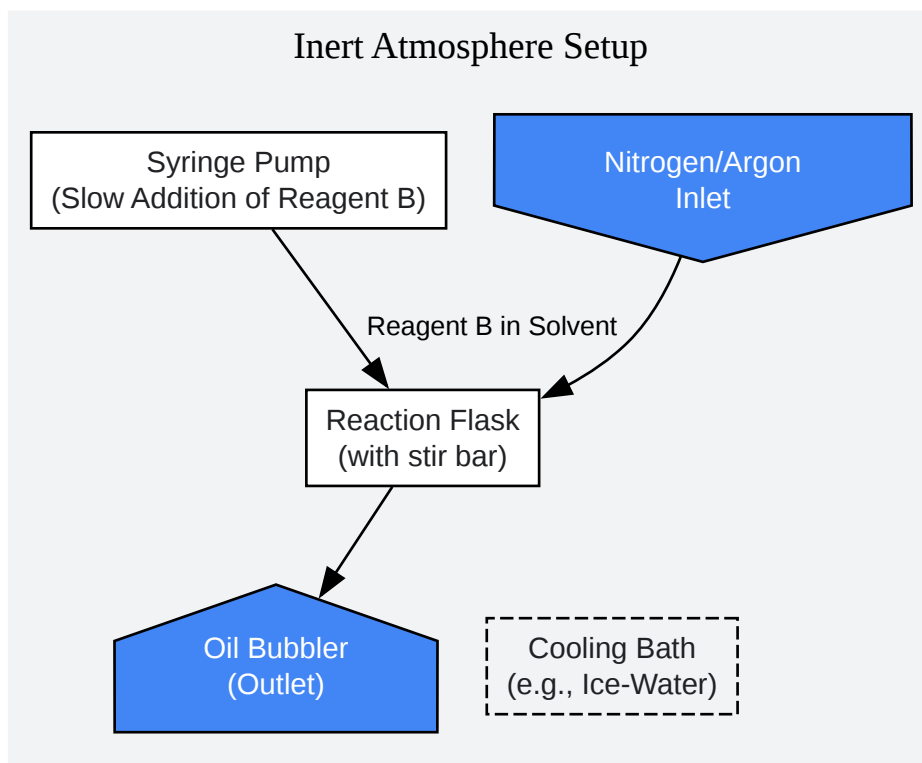 Inert Atmosphere Setup
Syringe Pump
(Slow Addition of Reagent B)
Nitrogen/Argon
Inlet
Reagent B in Solvent
Reaction Flask
(with stir bar)
Oil Bubbler
(Outlet)
Cooling Bath
(e.g., Ice-Water)